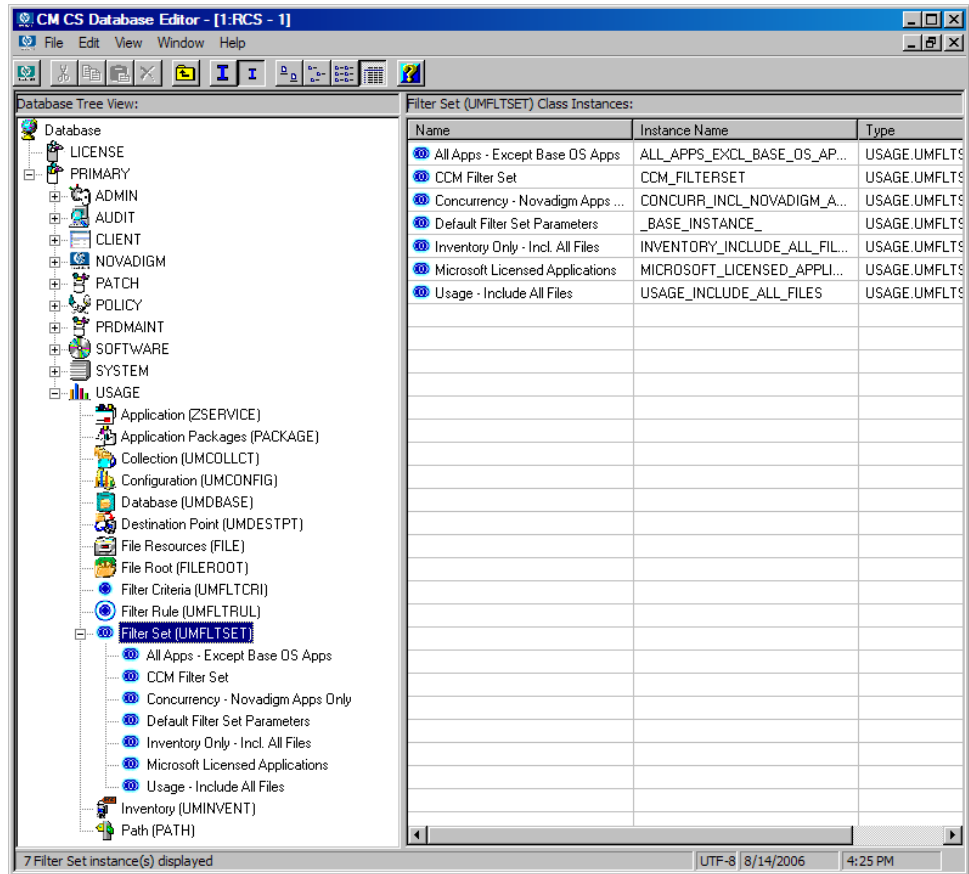 CM CS Database Editor - [1:RCS - 1]
File Edit View Window Help
Database Tree View:
Filter Set (UMFLTSET) Class Instances:
Database
LICENSE
PRIMARY
ADMIN
AUDIT
CLIENT
NOVADIGM
PATCH
POLICY
PRDMAINT
SOFTWARE
SYSTEM
USAGE
Application (ZSERVICE)
Application Packages (PACKAGE)
Collection (UMCOLLCT)
Configuration (UMCONFIG)
Database (UMDBASE)
Destination Point (UMDESTPT)
File Resources (FILE)
File Root (FILEROOT)
Filter Criteria (UMFLTCRI)
Filter Rule (UMFLTRUL)
Filter Set (UMFLTSET)
All Apps - Except Base OS Apps
CCM Filter Set
Concurrency - Novadigm Apps Only
Default Filter Set Parameters
Inventory Only - Incl. All Files
Microsoft Licensed Applications
Usage - Include All Files
Inventory (UMINVENT)
Path (PATH)
Name Instance Name Type
All Apps - Except Base OS Apps ALL_APPS_EXCL_BASE_OS_AP... USAGE.UMFLTS
CCM Filter Set CCM_FILTERSET USAGE.UMFLTS
Concurrency - Novadigm Apps ... CONCURR_INCL_NOVADIGM_A... USAGE.UMFLTS
Default Filter Set Parameters _BASE_INSTANCE_ USAGE.UMFLTS
Inventory Only - Incl. All Files INVENTORY_INCLUDE_ALL_FIL... USAGE.UMFLTS
Microsoft Licensed Applications MICROSOFT_LICENSED_APPLI... USAGE.UMFLTS
Usage - Include All Files USAGE_INCLUDE_ALL_FILES USAGE.UMFLTS
7 Filter Set instance(s) displayed UTF-8 8/14/2006 4:25 PM